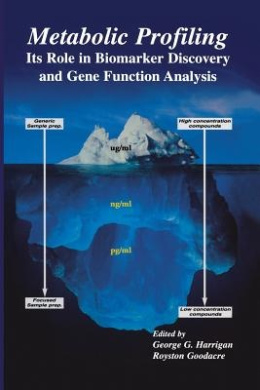 Metabolic Profiling
Its Role in Biomarker Discovery
and Gene Function Analysis
Generic
Sample prep.
High concentration
compounds
ug/ml
ng/ml
pg/ml
Focused
Sample prep.
Low concentration
compounds
Edited by
George G. Harrigan
Royston Goodacre